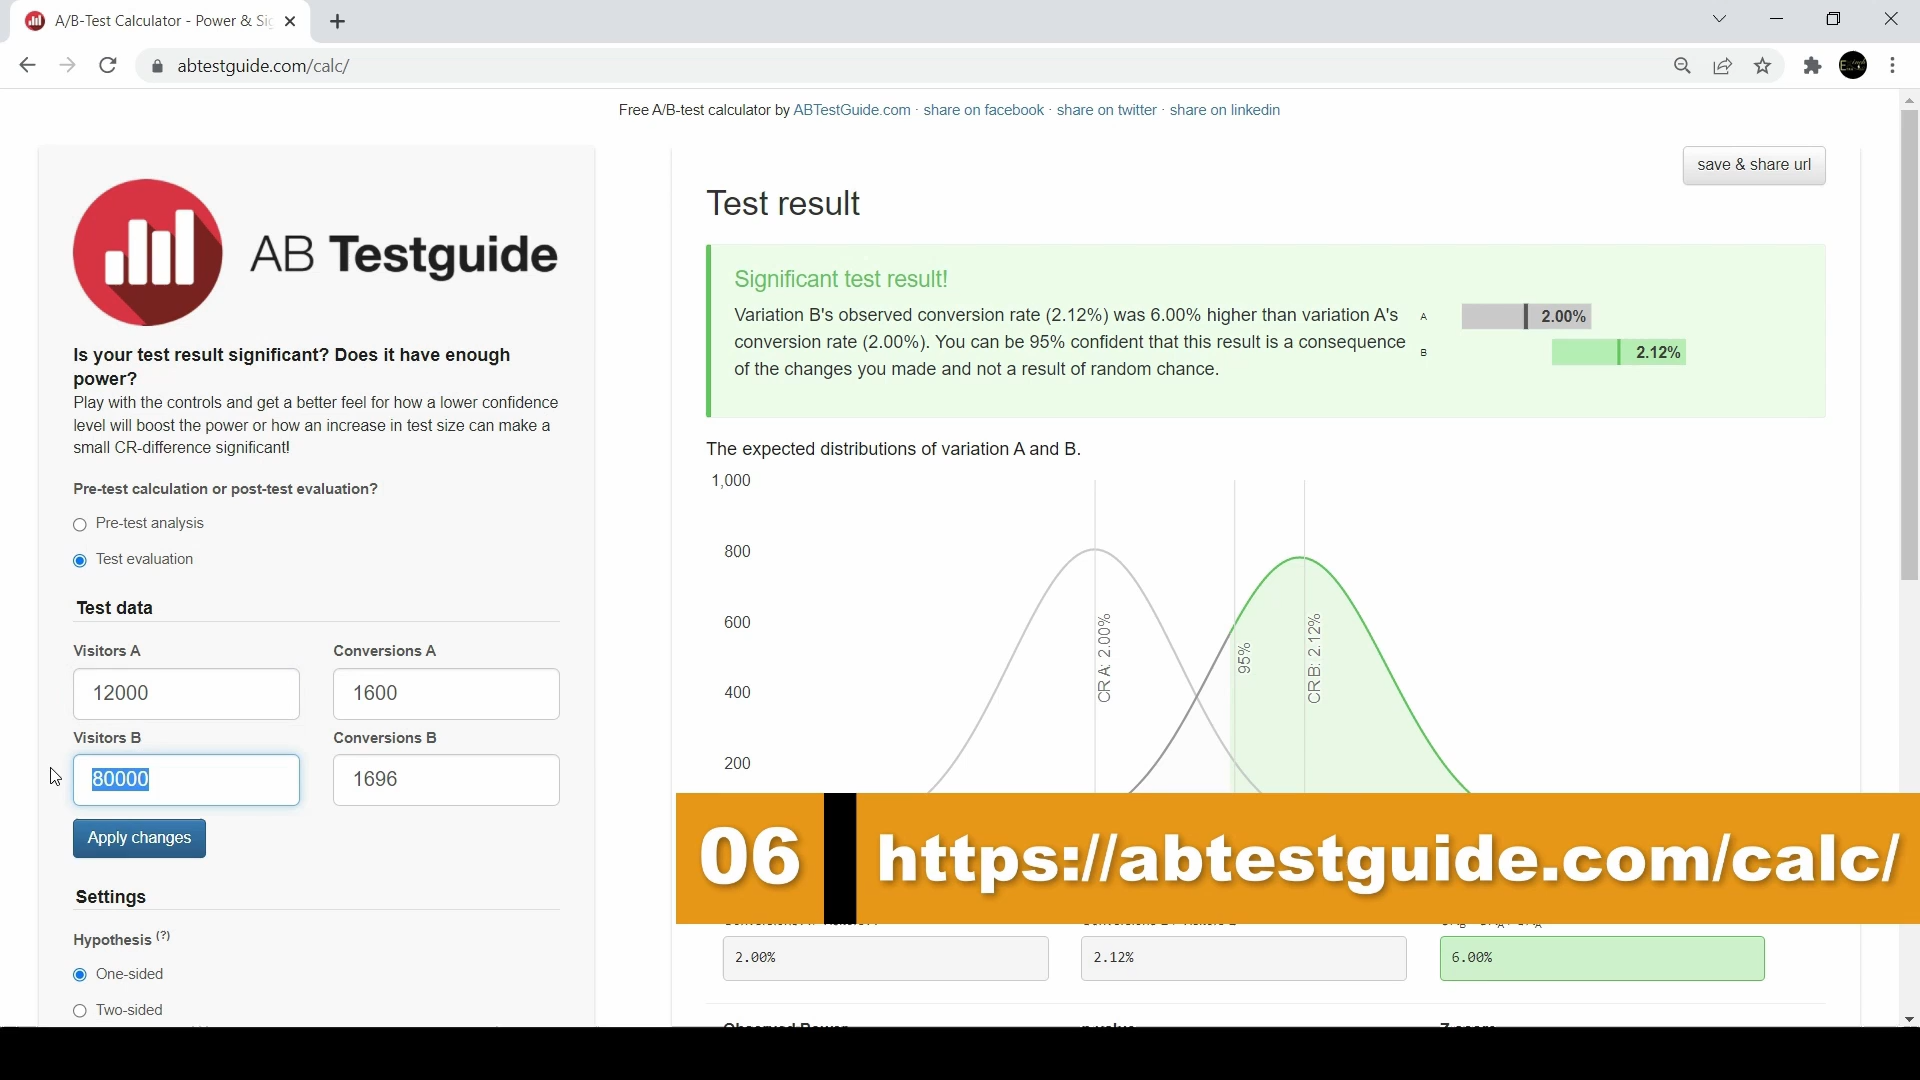 A/B-Test Calculator - Power & Si
abtestguide.com/calc/
Free A/B-test calculator by ABTestGuide.com · share on facebook · share on twitter · share on linkedin
AB Testguide
Is your test result significant? Does it have enough
power?
Play with the controls and get a better feel for how a lower confidence
level will boost the power or how an increase in test size can make a
small CR-difference significant!
Pre-test calculation or post-test evaluation?
Pre-test analysis
Test evaluation
Test data
Visitors A
Conversions A
12000
1600
Visitors B
Conversions B
80000
1696
Apply changes
Settings
Hypothesis (?)
One-sided
Two-sided
save & share url
Test result
Significant test result!
Variation B's observed conversion rate (2.12%) was 6.00% higher than variation A's
conversion rate (2.00%). You can be 95% confident that this result is a consequence
of the changes you made and not a result of random chance.
A
2.00%
B
2.12%
The expected distributions of variation A and B.
1,000
800
600
400
200
CR A: 2.00%
95%
CR B: 2.12%
06
https://abtestguide.com/calc/
2.00%
2.12%
6.00%